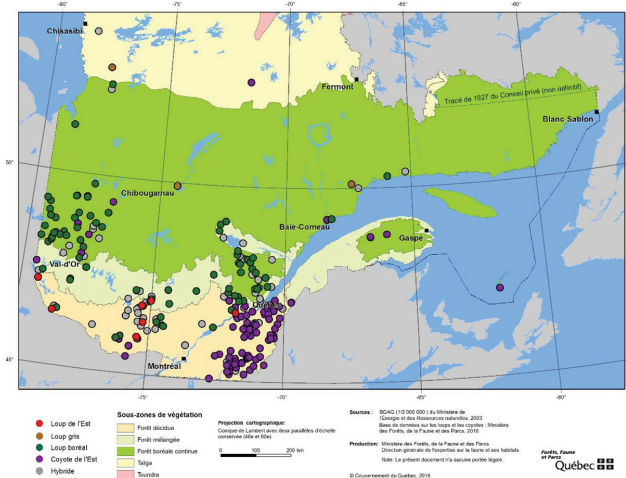 -80° -75° -70° -65° -60°
Chisasibi
Fermont
Tracé de 1927 du Conseil privé (non définitif)
Blanc Sablon
50°
Chibougamau
Baie-Comeau
Gaspé
Val-d'Or
Québec
45°
Montréal
-75° -70° -65° -60°
Loup de l'Est
Loup gris
Loup boréal
Coyote de l'Est
Hybride
Sous-zones de végétation
Forêt décidue
Forêt mélangée
Forêt boréale continue
Taïga
Toundra
Projection cartographique:
Conique de Lambert avec deux parallèles d'échelle
conservée (46e et 60e).
0 100 200 km
Sources : BGAQ (1/2 000 000 ) du Ministère de
l'Énergie et des Ressources naturelles, 2003
Base de données sur les loups et les coyotes : Ministère
des Forêts, de la Faune et des Parcs, 2016
Production: Ministère des Forêts, de la Faune et des Parcs
Direction générale de l'expertise sur la faune et ses habitats
Note: Le présent document n'a aucune portée légale.
© Gouvernement du Québec, 2016
Forêts, Faune
et Parcs
Québec